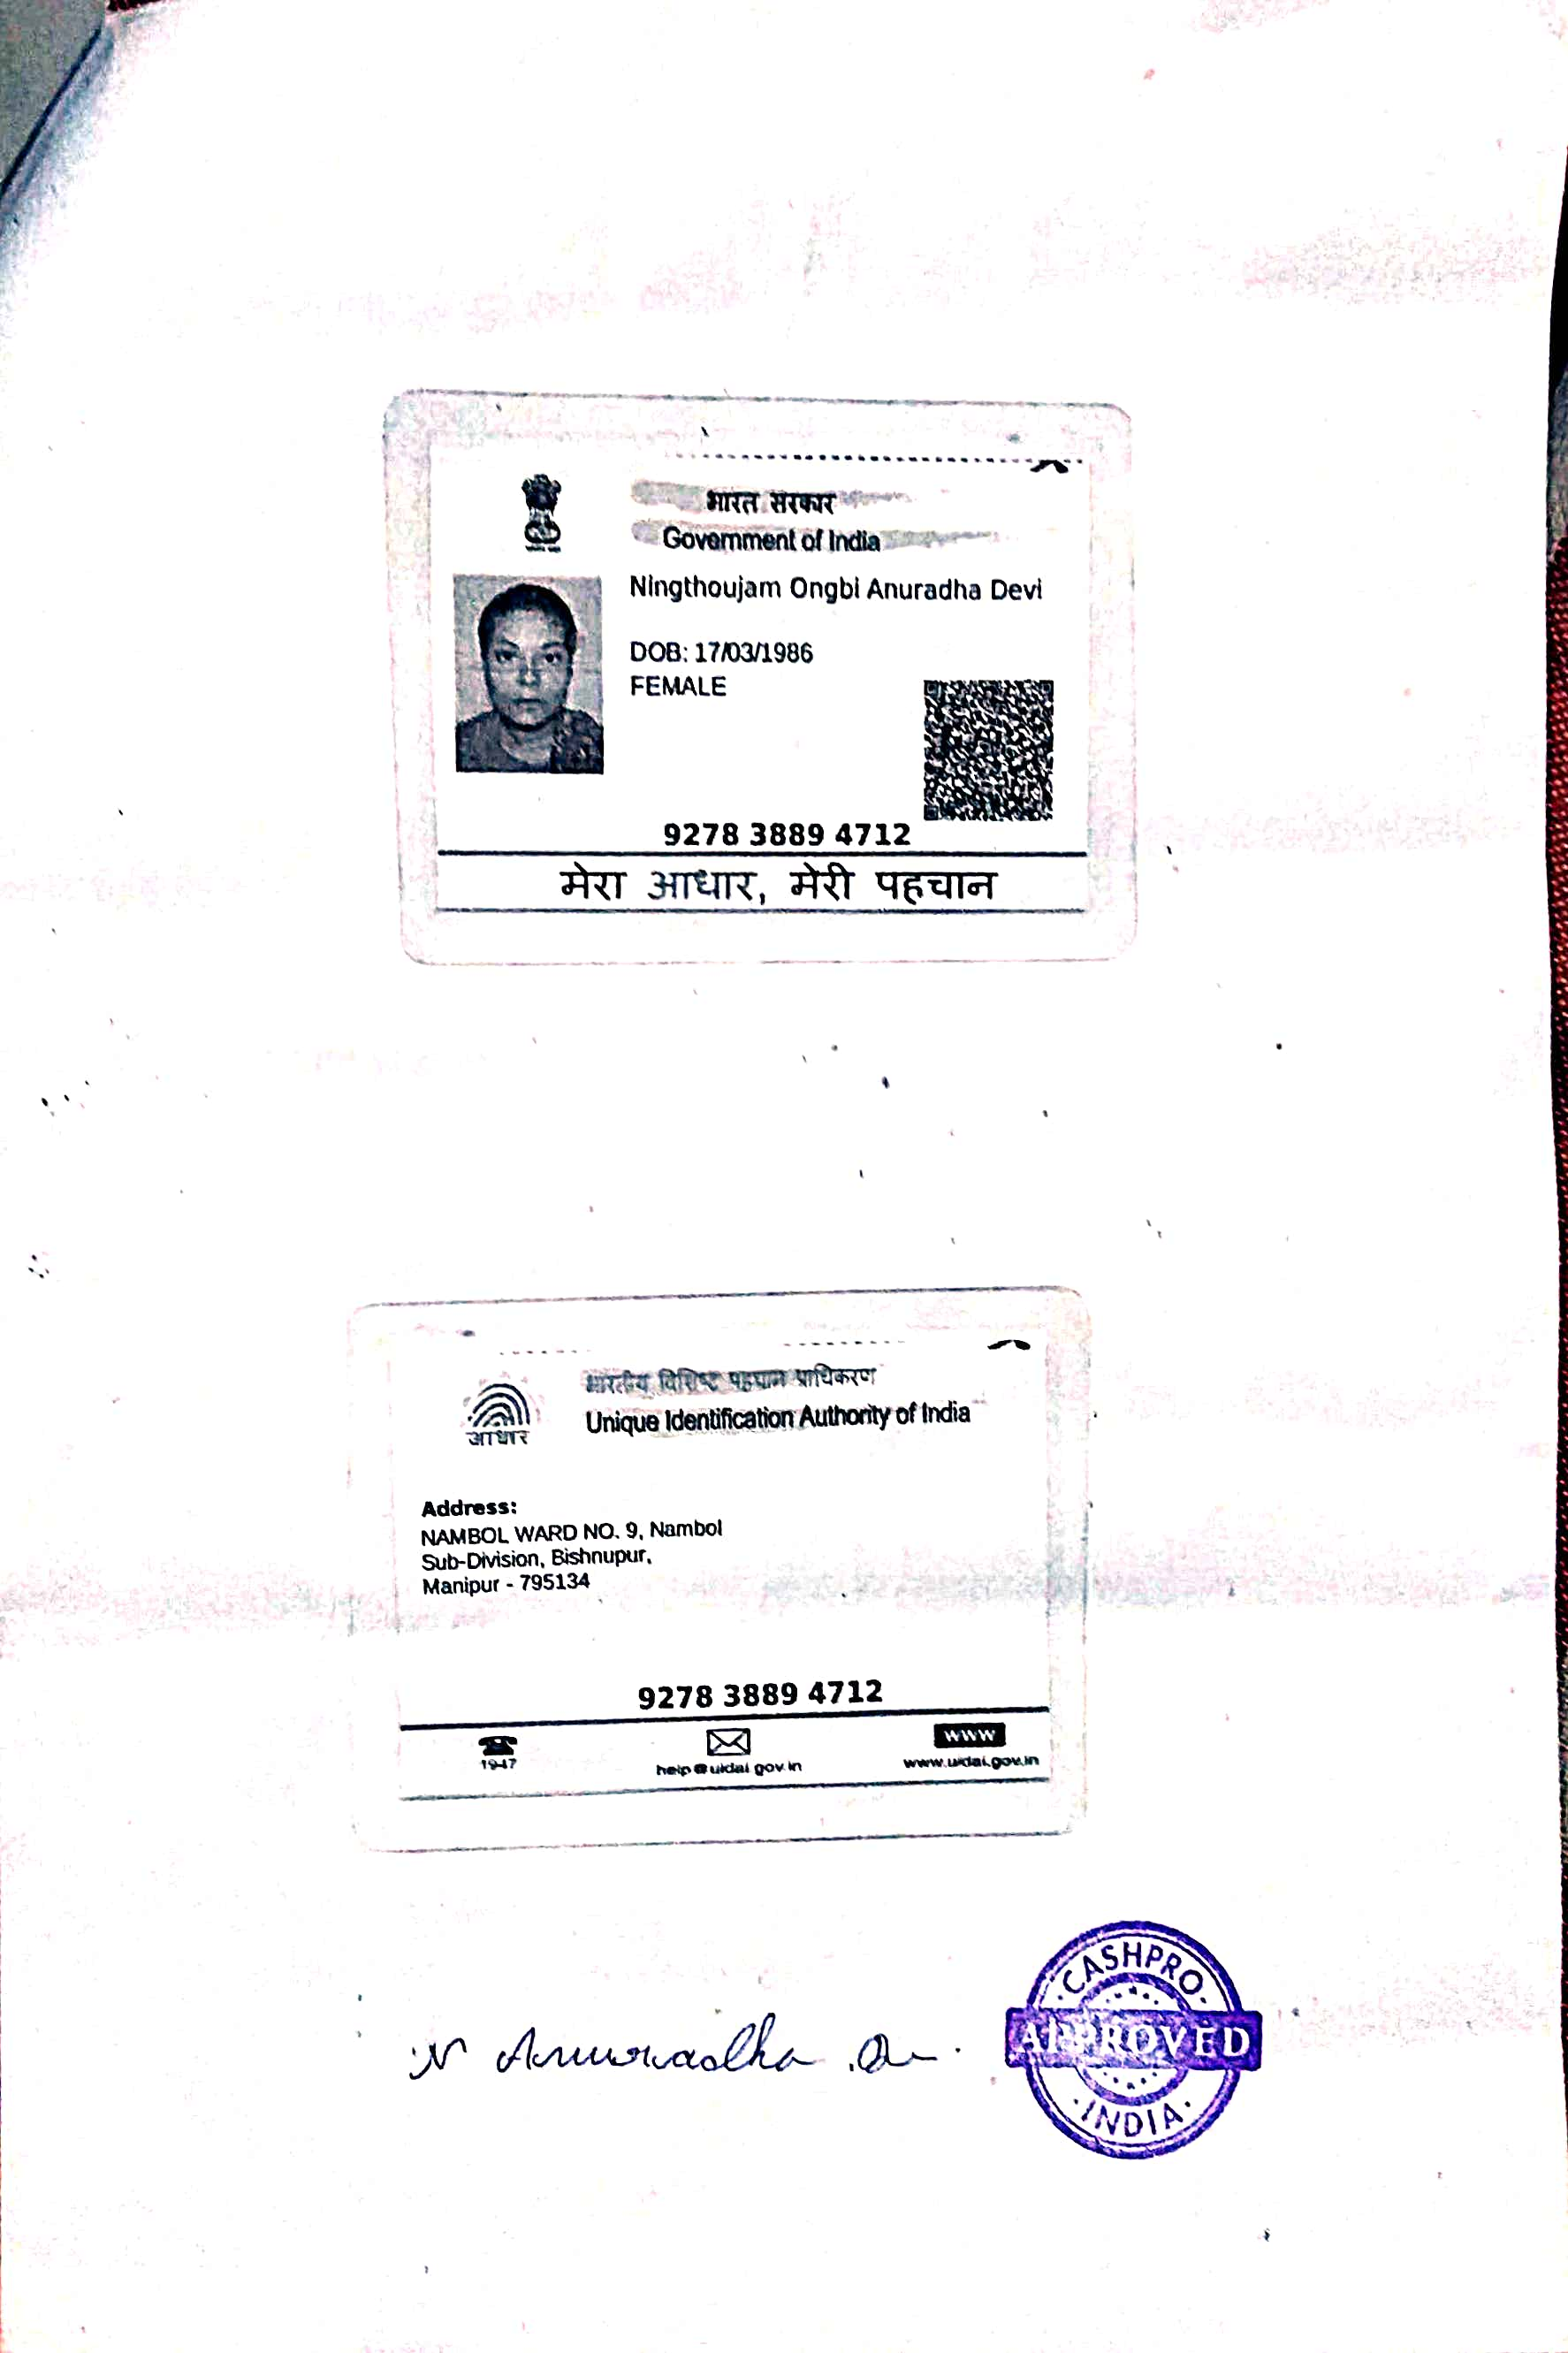 भारत सरकार
Government of India
Ningthoujam Ongbi Anuradha Devi
DOB: 17/03/1986
FEMALE
9278 3889 4712
मेरा आधार, मेरी पहचान
भारतीय विशिष्ट पहचान प्राधिकरण
Unique Identification Authority of India
आधार
Address:
NAMBOL WARD NO. 9, Nambol
Sub-Division, Bishnupur,
Manipur - 795134
9278 3889 4712
www
1947
help@uidai.gov.in
www.uidai.gov.in
N Anuradha
CASHPRO
APPROVED
INDIA